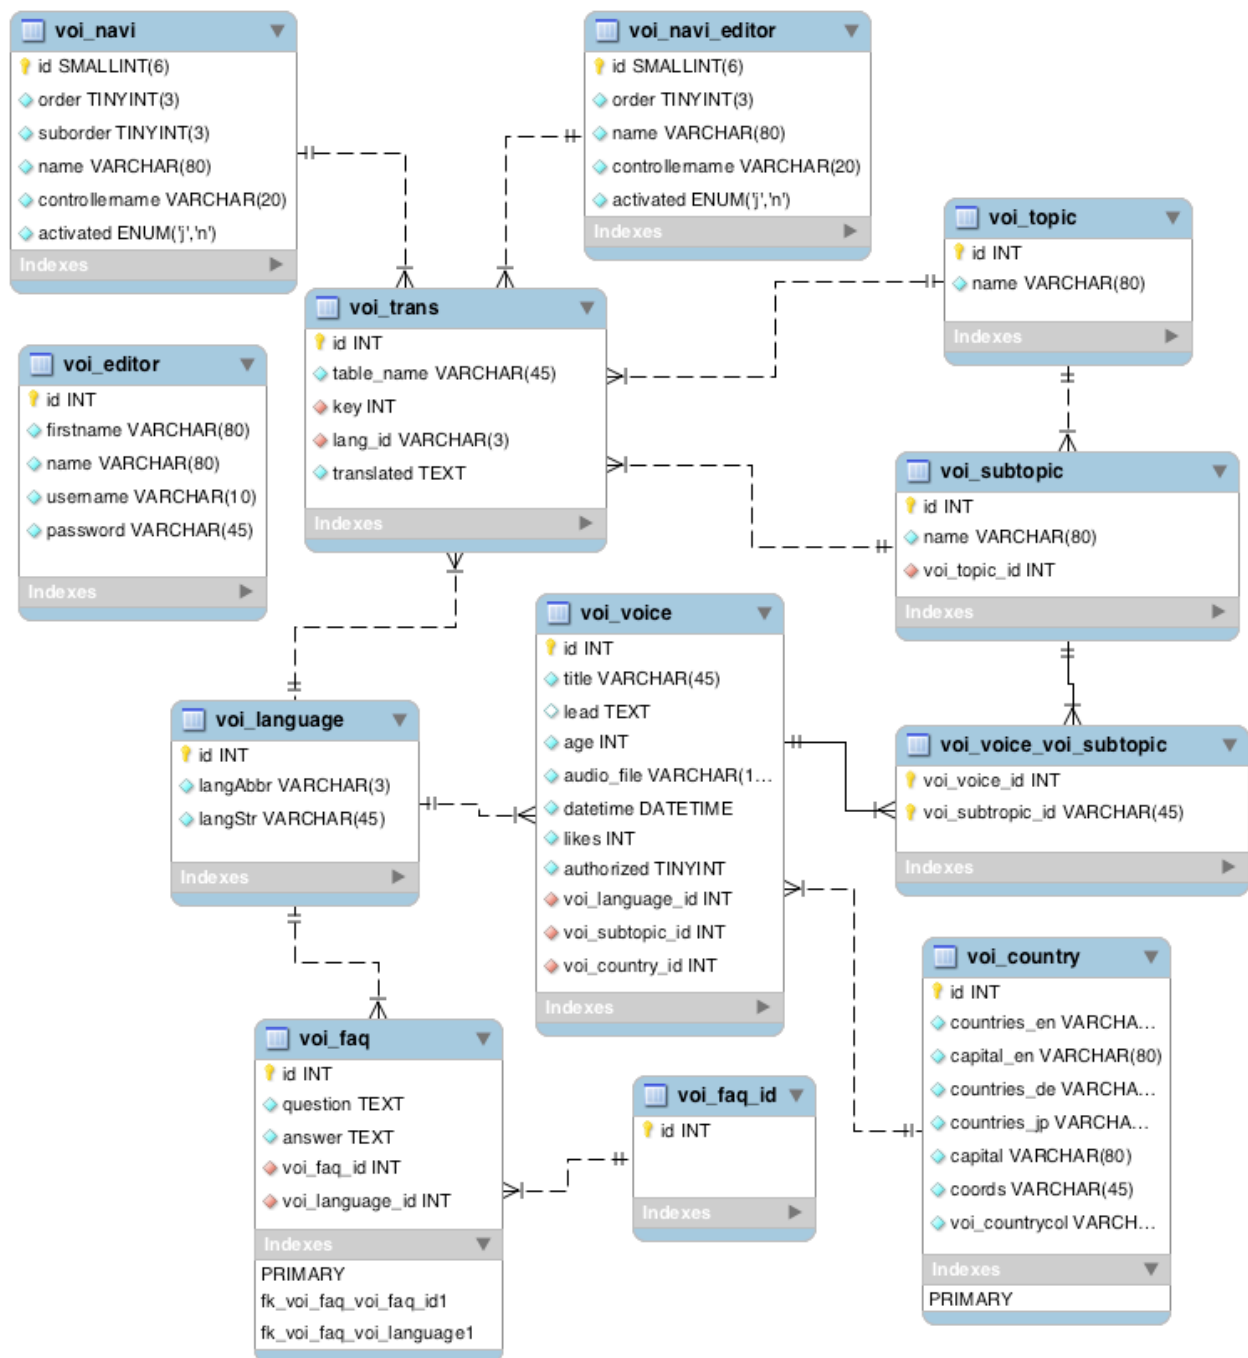 voi_navi
id SMALLINT(6)
order TINYINT(3)
suborder TINYINT(3)
name VARCHAR(80)
controllername VARCHAR(20)
activated ENUM('j','n')
Indexes
voi_navi_editor
id SMALLINT(6)
order TINYINT(3)
name VARCHAR(80)
controllername VARCHAR(20)
activated ENUM('j','n')
Indexes
voi_topic
id INT
name VARCHAR(80)
Indexes
voi_trans
id INT
table_name VARCHAR(45)
key INT
lang_id VARCHAR(3)
translated TEXT
Indexes
voi_editor
id INT
firstname VARCHAR(80)
name VARCHAR(80)
username VARCHAR(10)
password VARCHAR(45)
Indexes
voi_subtopic
id INT
name VARCHAR(80)
voi_topic_id INT
Indexes
voi_voice
id INT
title VARCHAR(45)
lead TEXT
age INT
audio_file VARCHAR(1...
datetime DATETIME
likes INT
authorized TINYINT
voi_language_id INT
voi_subtopic_id INT
voi_country_id INT
Indexes
voi_language
id INT
langAbbr VARCHAR(3)
langStr VARCHAR(45)
Indexes
voi_voice_voi_subtopic
voi_voice_id INT
voi_subtropic_id VARCHAR(45)
Indexes
voi_country
id INT
countries_en VARCHA...
capital_en VARCHAR(80)
countries_de VARCHA...
countries_jp VARCHA...
capital VARCHAR(80)
coords VARCHAR(45)
voi_countrycol VARCH...
Indexes
PRIMARY
voi_faq
id INT
question TEXT
answer TEXT
voi_faq_id INT
voi_language_id INT
Indexes
PRIMARY
fk_voi_faq_voi_faq_id1
fk_voi_faq_voi_language1
voi_faq_id
id INT
Indexes